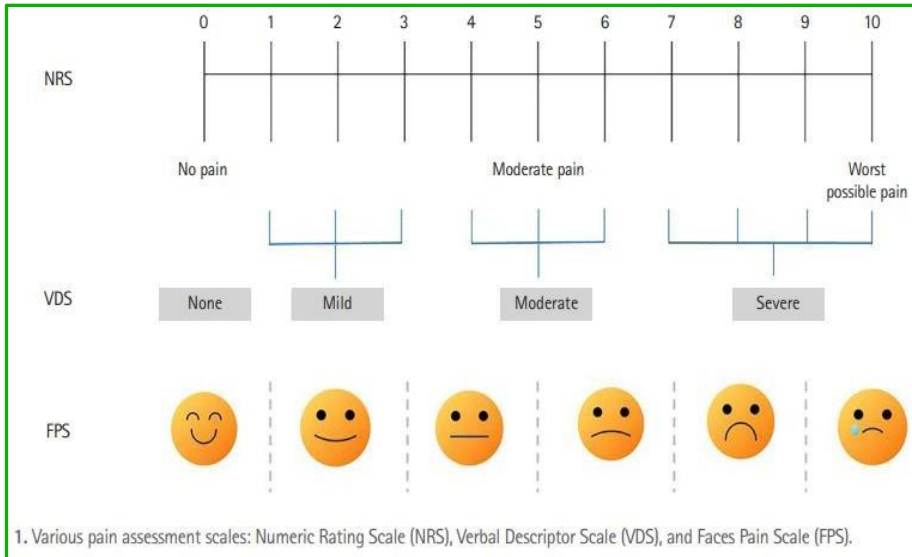 0 1 2 3 4 5 6 7 8 9 10
NRS
No pain Moderate pain Worst
possible pain
VDS None Mild Moderate Severe
FPS
1. Various pain assessment scales: Numeric Rating Scale (NRS), Verbal Descriptor Scale (VDS), and Faces Pain Scale (FPS).